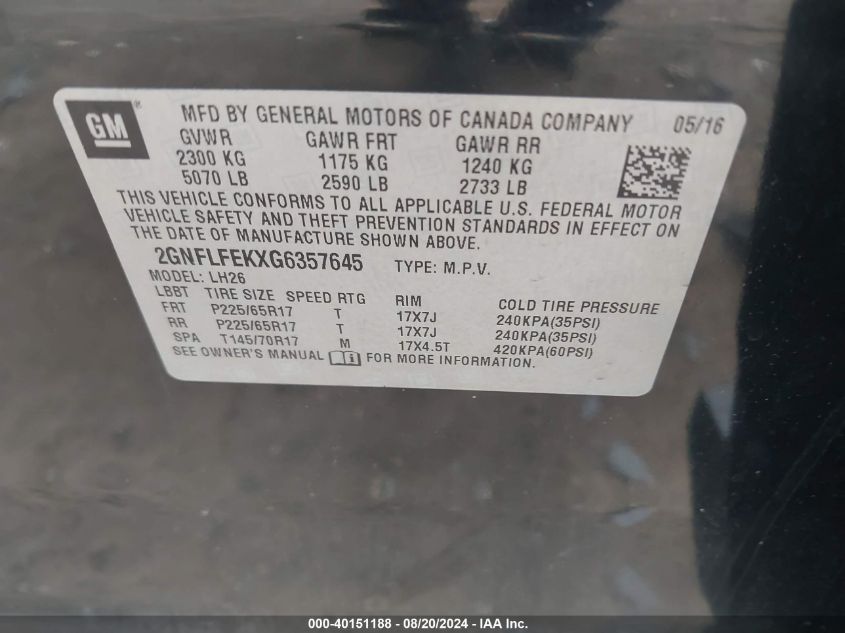 GM ® MFD BY GENERAL MOTORS OF CANADA COMPANY 05/16
GVWR GAWR FRT GAWR RR
2300 KG 1175 KG 1240 KG
5070 LB 2590 LB 2733 LB
THIS VEHICLE CONFORMS TO ALL APPLICABLE U.S. FEDERAL MOTOR
VEHICLE SAFETY AND THEFT PREVENTION STANDARDS IN EFFECT ON
THE DATE OF MANUFACTURE SHOWN ABOVE.
2GNFLFEKXG6357645 TYPE: M.P.V.
MODEL: LH26
LBBT TIRE SIZE SPEED RTG RIM COLD TIRE PRESSURE
FRT P225/65R17 T 17X7J 240KPA(35PSI)
RR P225/65R17 T 17X7J 240KPA(35PSI)
SPA T145/70R17 M 17X4.5T 420KPA(60PSI)
SEE OWNER'S MANUAL i FOR MORE INFORMATION.
000-40151188 - 08/20/2024 - IAA Inc.